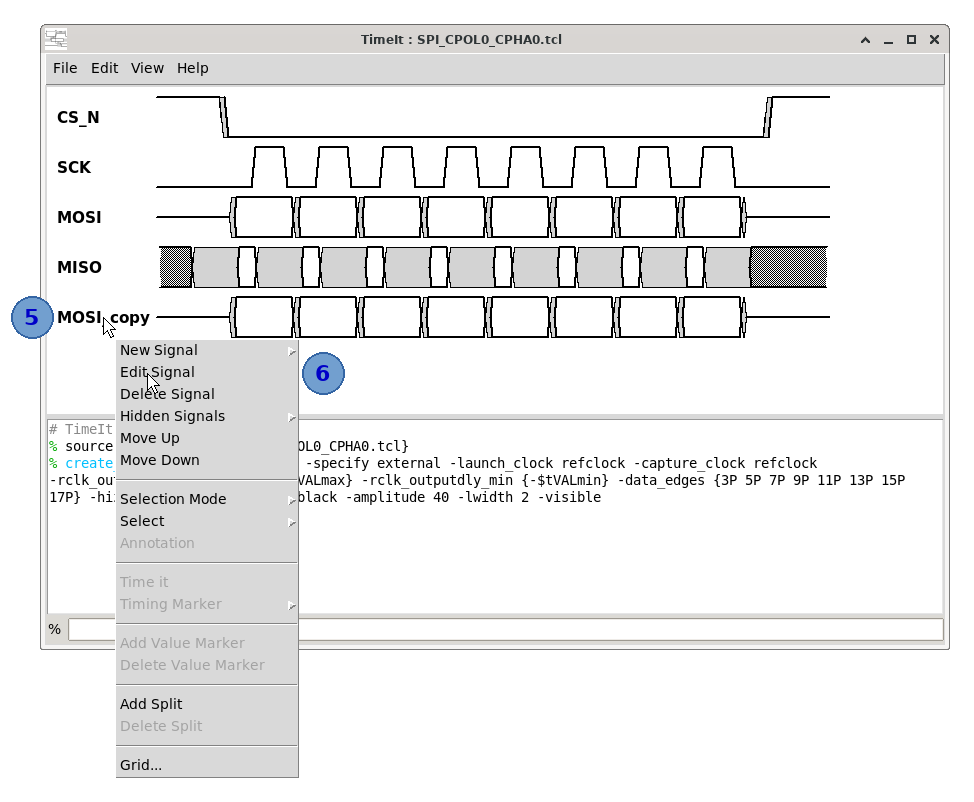 TimeIt : SPI_CPOL0_CPHA0.tcl
File Edit View Help
CS_N
SCK
MOSI
MISO
5 MOSI_copy
New Signal
6
Edit Signal
Delete Signal
Hidden Signals
Move Up
Move Down
Selection Mode
Select
Annotation
Time it
Timing Marker
Add Value Marker
Delete Value Marker
Add Split
Delete Split
Grid...
# TimeIt
% source OL0_CPHA0.tcl}
% create -specify external -launch_clock refclock -capture_clock refclock
-rclk_ou VALmax} -rclk_outputdly_min {-$tVALmin} -data_edges {3P 5P 7P 9P 11P 13P 15P
17P} -hi black -amplitude 40 -lwidth 2 -visible
%